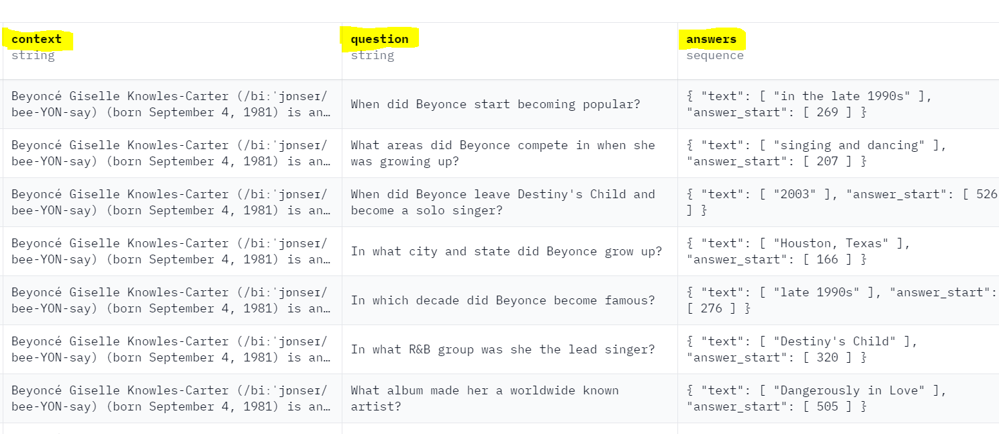 context
string
question
string
answers
sequence
Beyoncé Giselle Knowles-Carter (/biːˈjɒnseɪ/
bee-YON-say) (born September 4, 1981) is an…
When did Beyonce start becoming popular?
{ "text": [ "in the late 1990s" ],
"answer_start": [ 269 ] }
Beyoncé Giselle Knowles-Carter (/biːˈjɒnseɪ/
bee-YON-say) (born September 4, 1981) is an…
What areas did Beyonce compete in when she
was growing up?
{ "text": [ "singing and dancing" ],
"answer_start": [ 207 ] }
Beyoncé Giselle Knowles-Carter (/biːˈjɒnseɪ/
bee-YON-say) (born September 4, 1981) is an…
When did Beyonce leave Destiny's Child and
become a solo singer?
{ "text": [ "2003" ], "answer_start": [ 526
] }
Beyoncé Giselle Knowles-Carter (/biːˈjɒnseɪ/
bee-YON-say) (born September 4, 1981) is an…
In what city and state did Beyonce grow up?
{ "text": [ "Houston, Texas" ],
"answer_start": [ 166 ] }
Beyoncé Giselle Knowles-Carter (/biːˈjɒnseɪ/
bee-YON-say) (born September 4, 1981) is an…
In which decade did Beyonce become famous?
{ "text": [ "late 1990s" ], "answer_start":
[ 276 ] }
Beyoncé Giselle Knowles-Carter (/biːˈjɒnseɪ/
bee-YON-say) (born September 4, 1981) is an…
In what R&B group was she the lead singer?
{ "text": [ "Destiny's Child" ],
"answer_start": [ 320 ] }
Beyoncé Giselle Knowles-Carter (/biːˈjɒnseɪ/
bee-YON-say) (born September 4, 1981) is an…
What album made her a worldwide known
artist?
{ "text": [ "Dangerously in Love" ],
"answer_start": [ 505 ] }